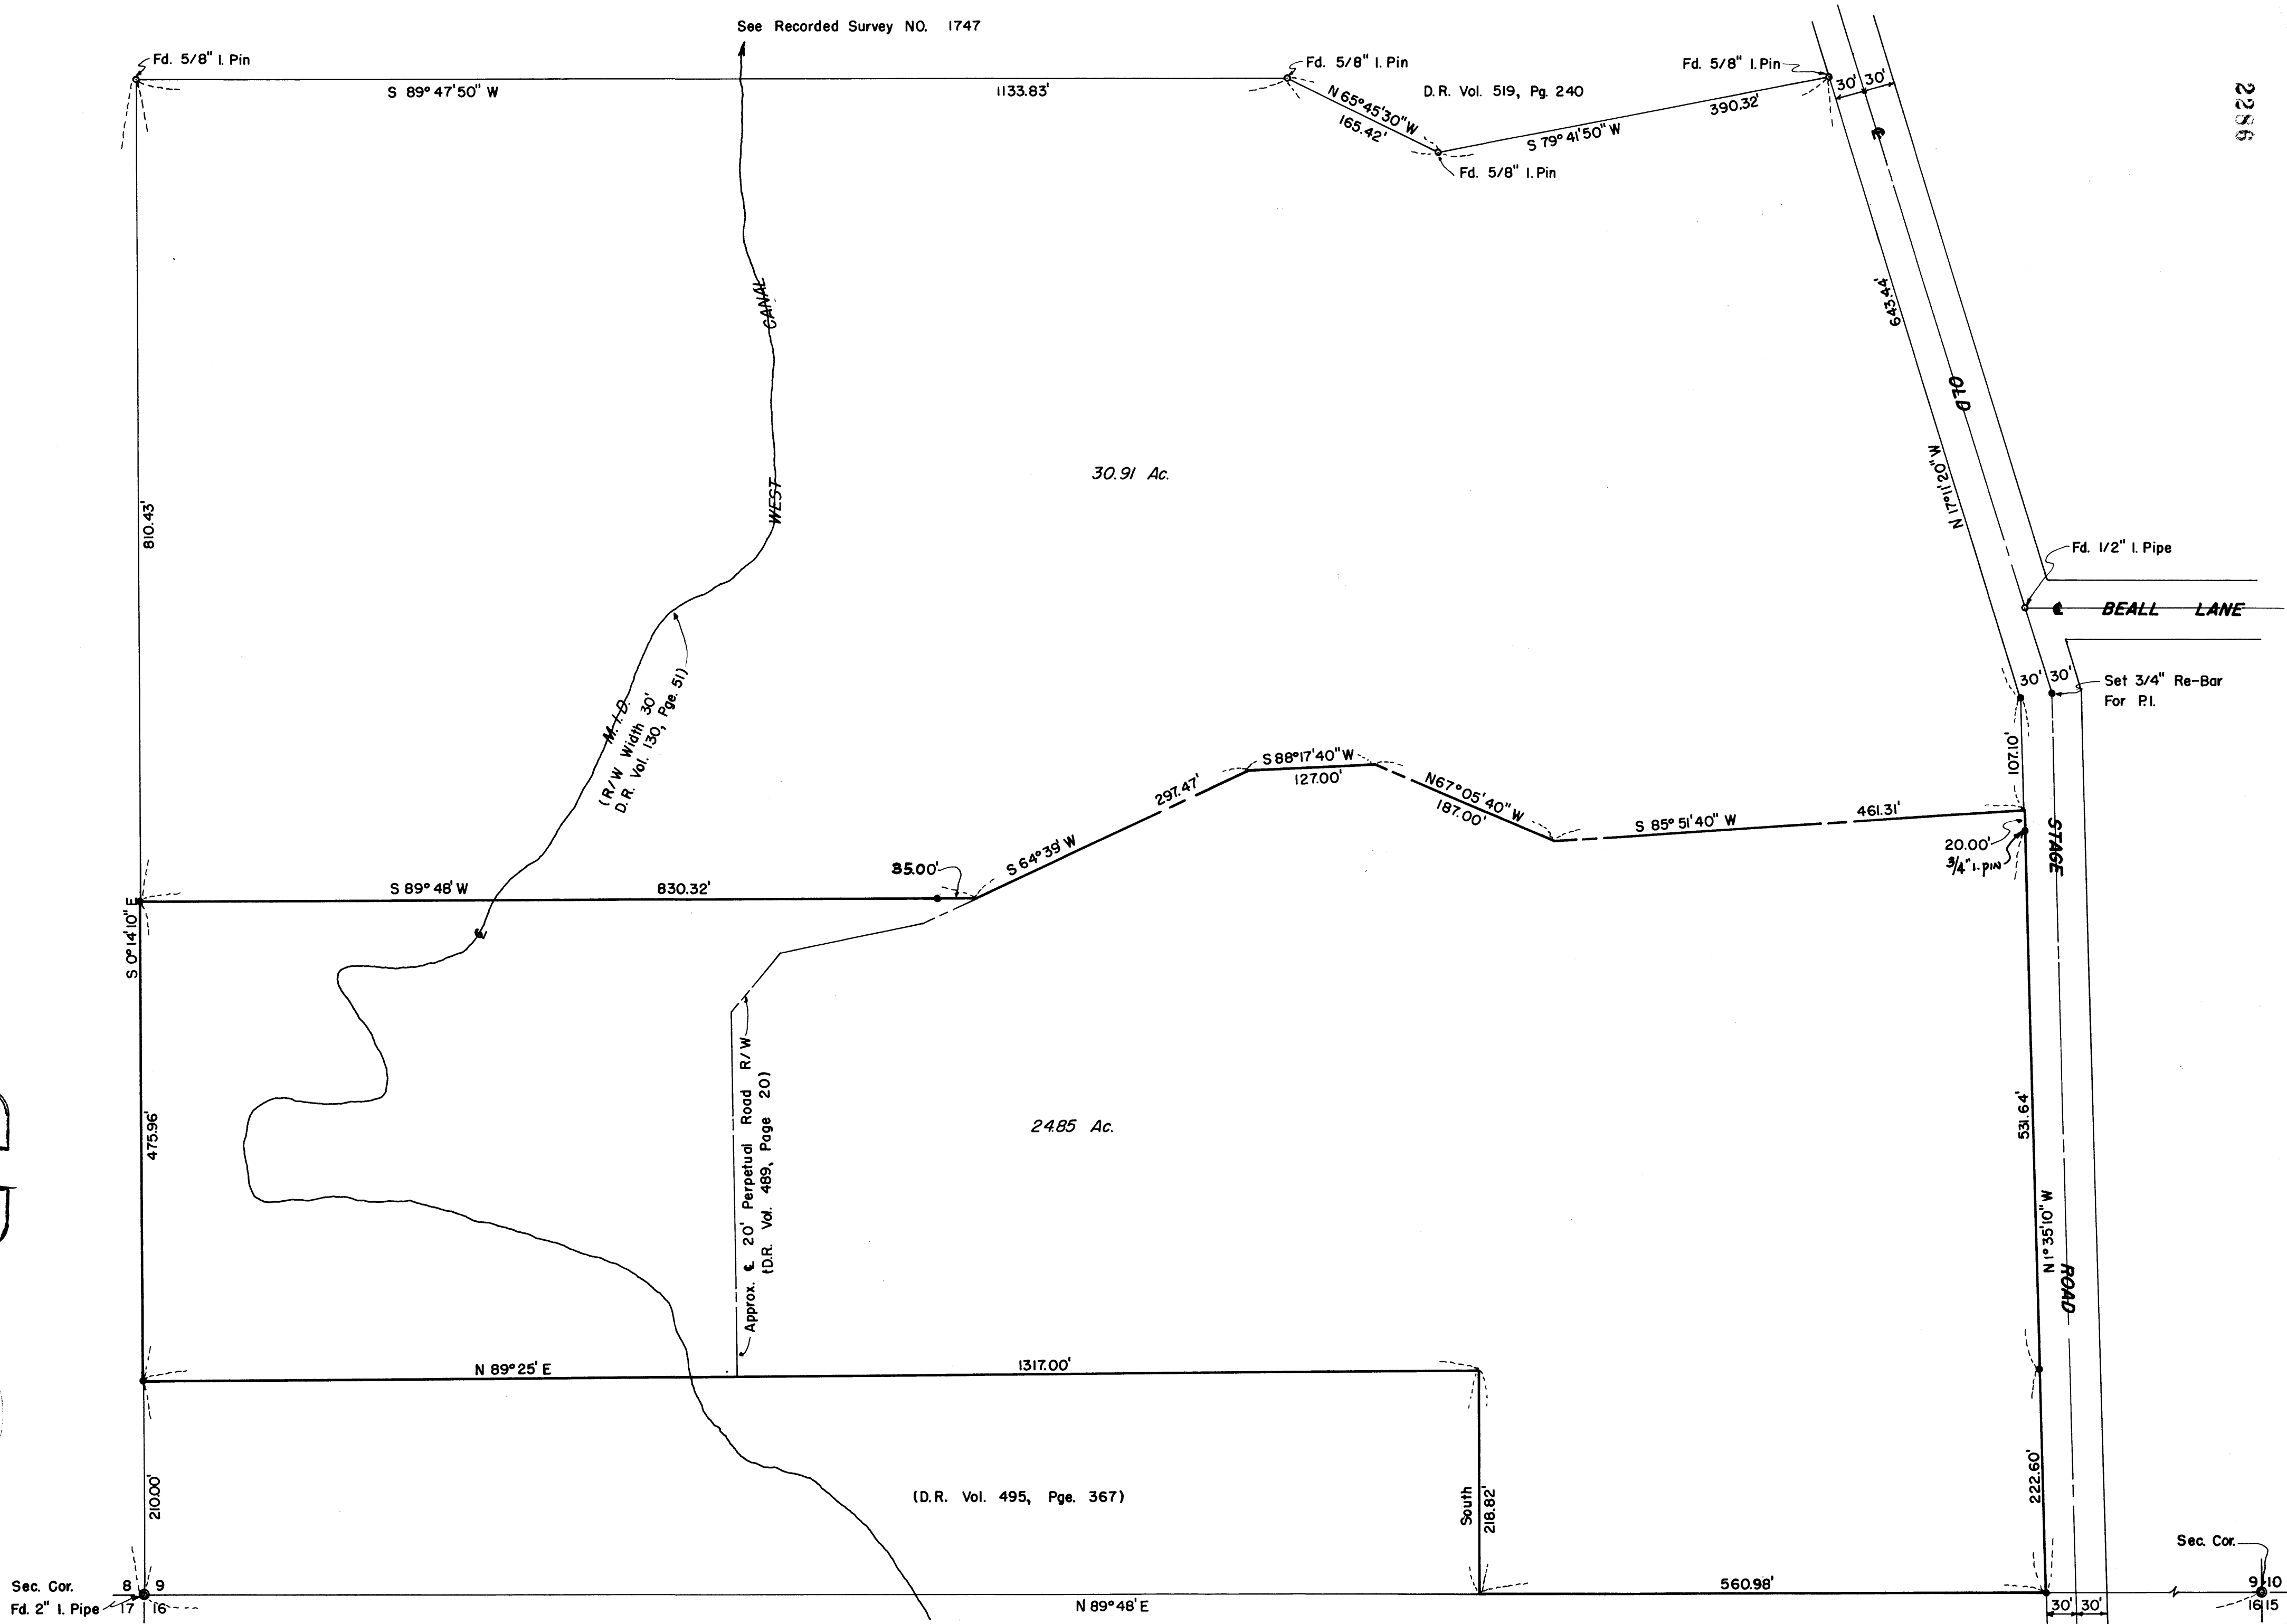 See Recorded Survey NO. 1747
2286
Fd. 5/8" I. Pin
S 89°47'50" W
1133.83'
Fd. 5/8" I. Pin
N 65°45'30" W
165.42'
D.R. Vol. 519, Pg. 240
Fd. 5/8" I. Pin
S 79°41'50" W
390.32'
Fd. 5/8" I. Pin
30' 30'
℄
643.44'
N 17°11'20" W
OLD
CANAL
WEST
810.43'
30.91 Ac.
Fd. 1/2" I. Pipe
℄ BEALL LANE
30' 30'
Set 3/4" Re-Bar
For P.I.
107.10'
M.I.D.
(R/W Width 30'
D.R. Vol. 130, Pge. 51)
S 88°17'40" W
127.00'
N 67°05'40" W
187.00'
297.47'
S 64°39' W
S 85°51'40" W
461.31'
20.00'
3/4" I. PIN
STAGE
35.00'
S 89°48' W
830.32'
S 0°14'10" E
℄
475.96'
Approx. ℄ 20' Perpetual Road R/W
(D.R. Vol. 489, Page 20)
24.85 Ac.
531.64'
N 1°35'10" W
ROAD
N 89°25' E
1317.00'
210.00'
(D.R. Vol. 495, Pge. 367)
South
218.82'
222.60'
Sec. Cor.
Fd. 2" I. Pipe
8 9
17 16
N 89°48' E
560.98'
30' 30'
Sec. Cor.
9 10
16 15